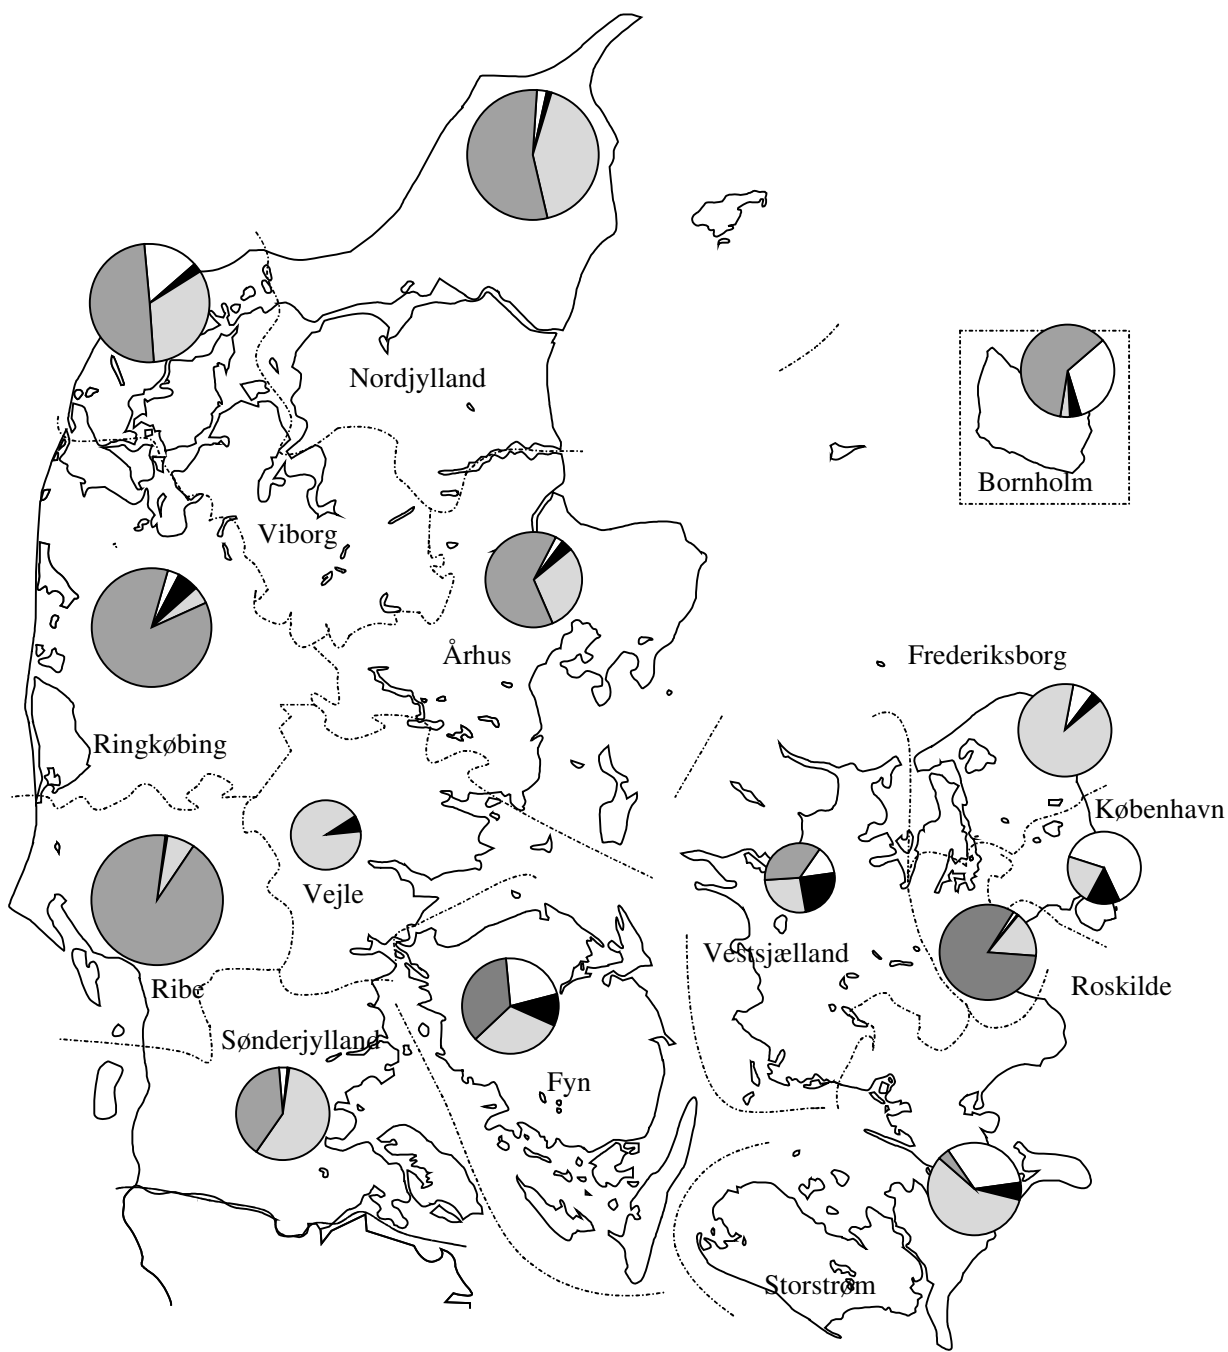 Nordjylland
Bornholm
Viborg
Århus
Frederiksborg
Ringkøbing
København
Vejle
Vestsjælland
Ribe
Roskilde
Sønderjylland
Fyn
Storstrøm